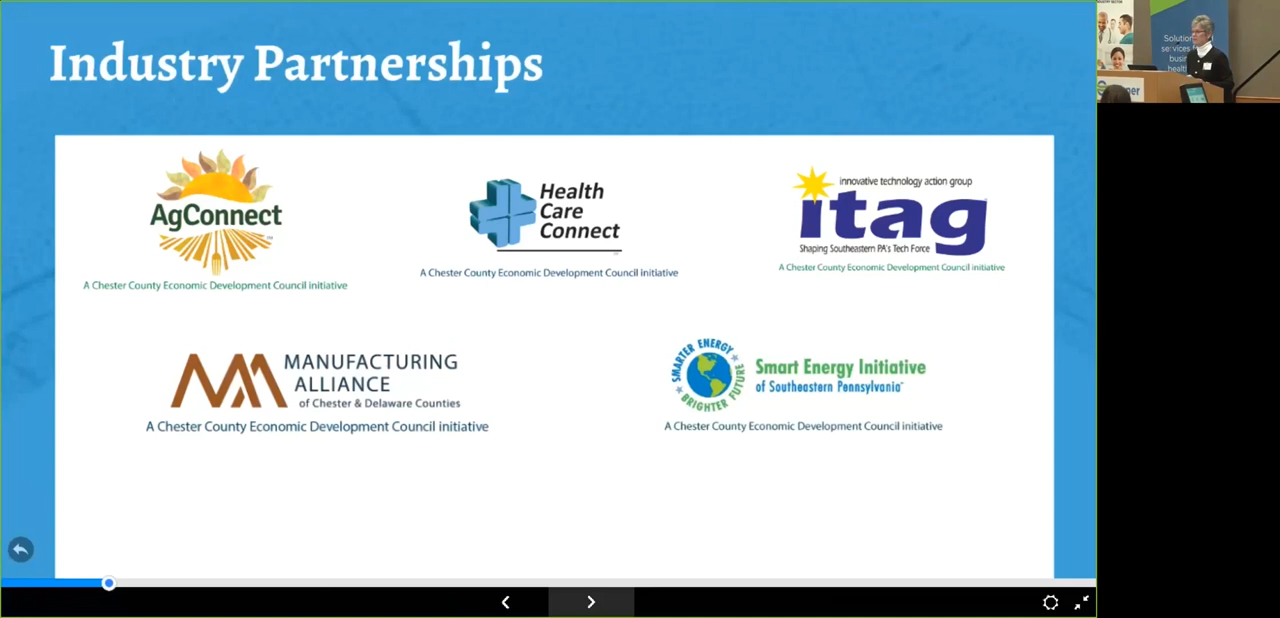 Industry Partnerships
AgConnect
A Chester County Economic Development Council initiative
Health
Care
Connect
A Chester County Economic Development Council initiative
innovative technology action group
itag
Shaping Southeastern PA's Tech Force
A Chester County Economic Development Council initiative
MANUFACTURING
ALLIANCE
of Chester & Delaware Counties
A Chester County Economic Development Council initiative
SMARTER ENERGY
BRIGHTER FUTURE
Smart Energy Initiative
of Southeastern Pennsylvania
A Chester County Economic Development Council initiative